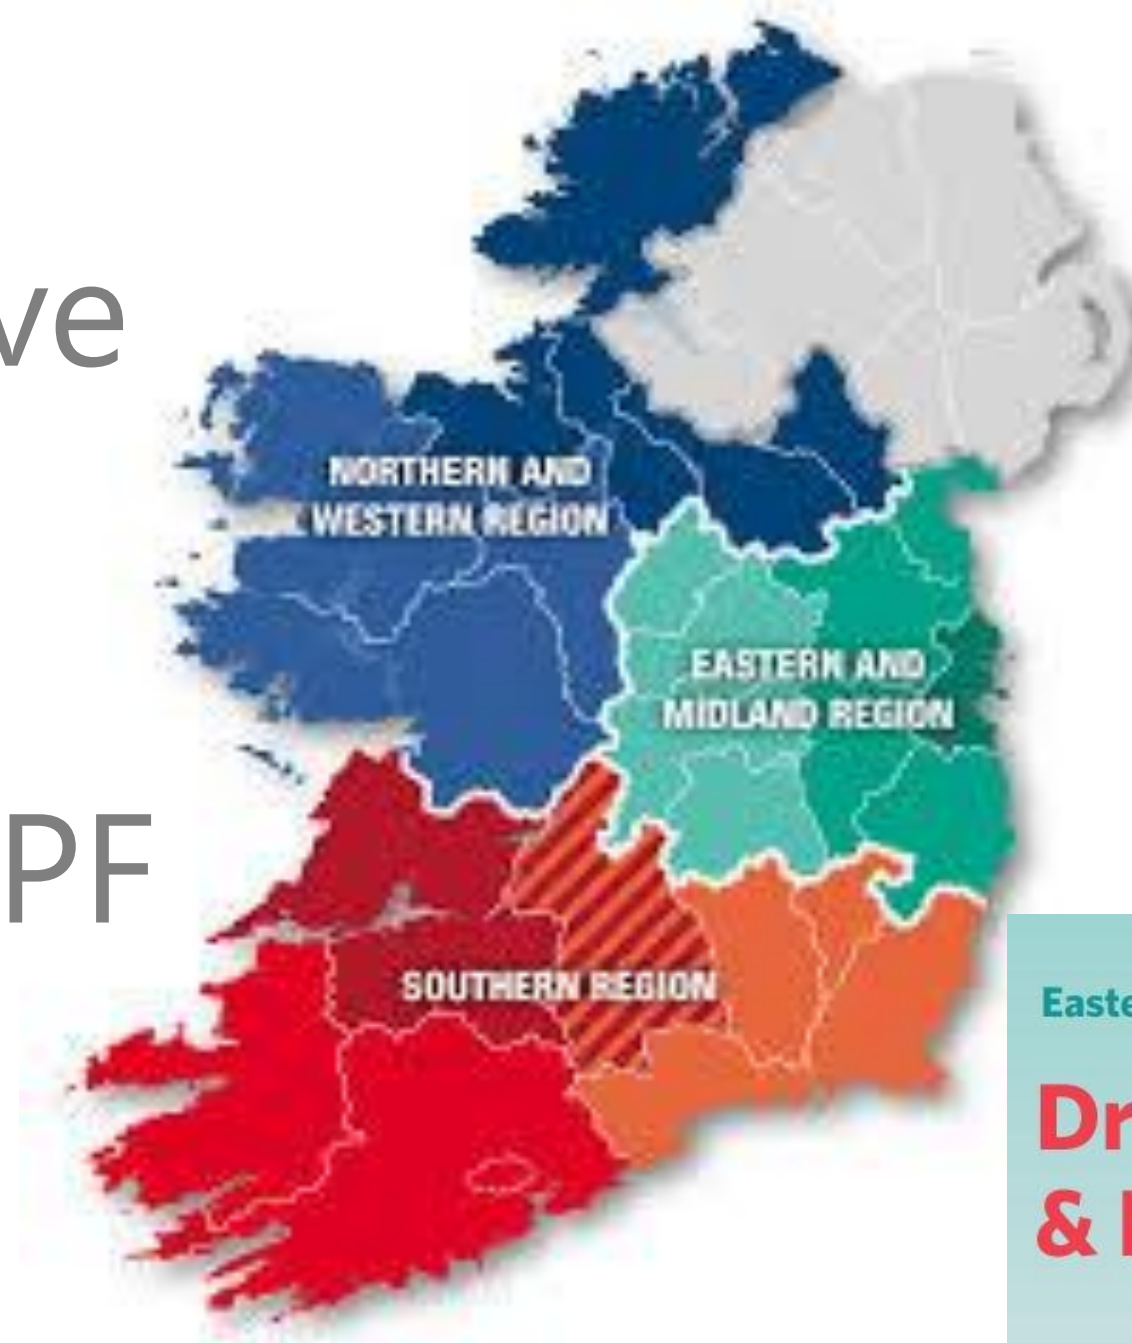 ve
NORTHERN AND
WESTERN REGION
EASTERN AND
MIDLAND REGION
PF
SOUTHERN REGION
Easte
Dr
&